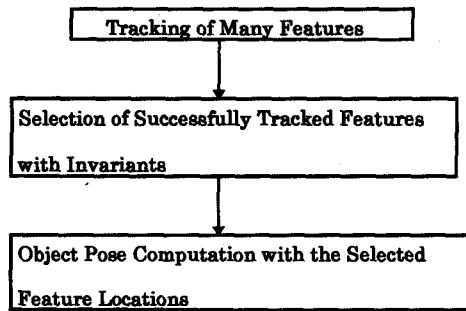 Tracking of Many Features
Selection of Successfully Tracked Features
with Invariants
Object Pose Computation with the Selected
Feature Locations